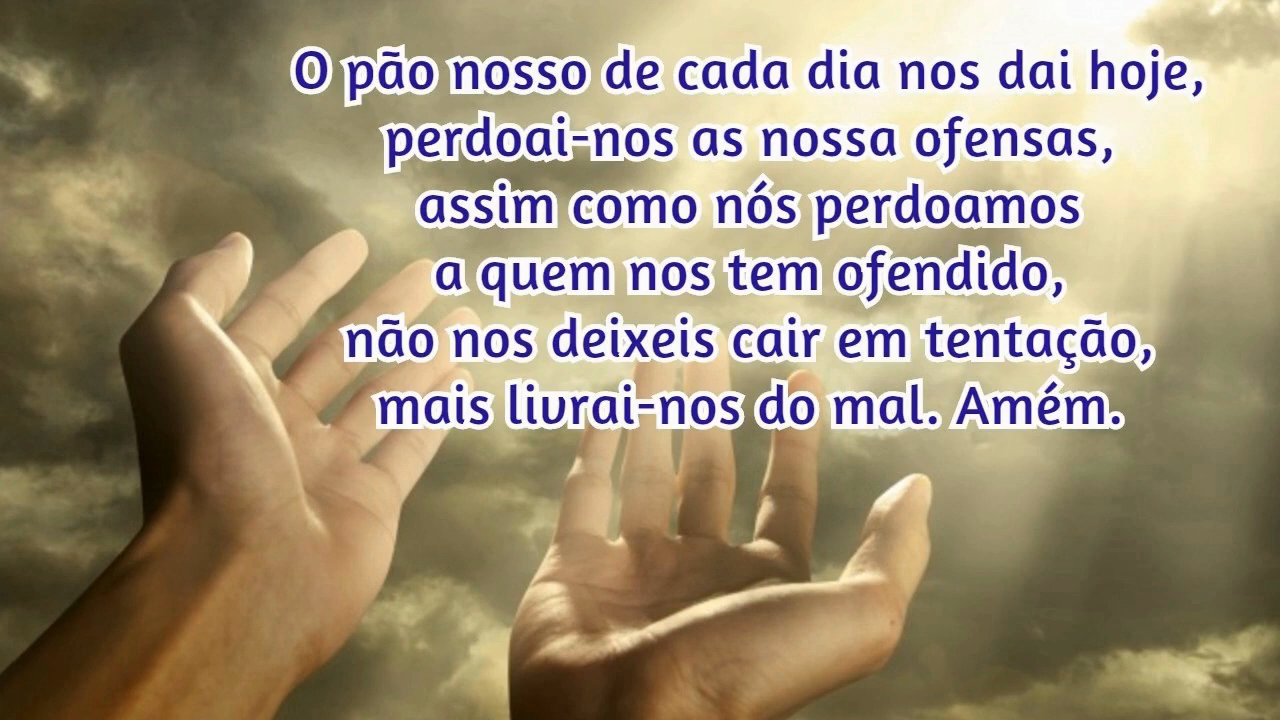 O pão nosso de cada dia nos dai hoje,
perdoai-nos as nossa ofensas,
assim como nós perdoamos
a quem nos tem ofendido,
não nos deixeis cair em tentação,
mais livrai-nos do mal. Amém.